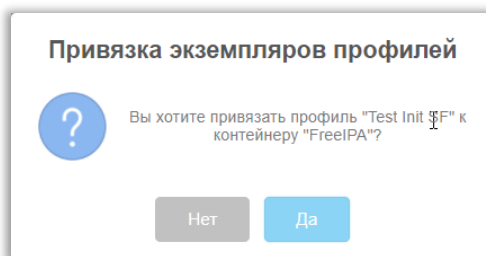 Привязка экземпляров профилей
Вы хотите привязать профиль "Test Init SF" к
контейнеру "FreeIPA"?
Нет
Да